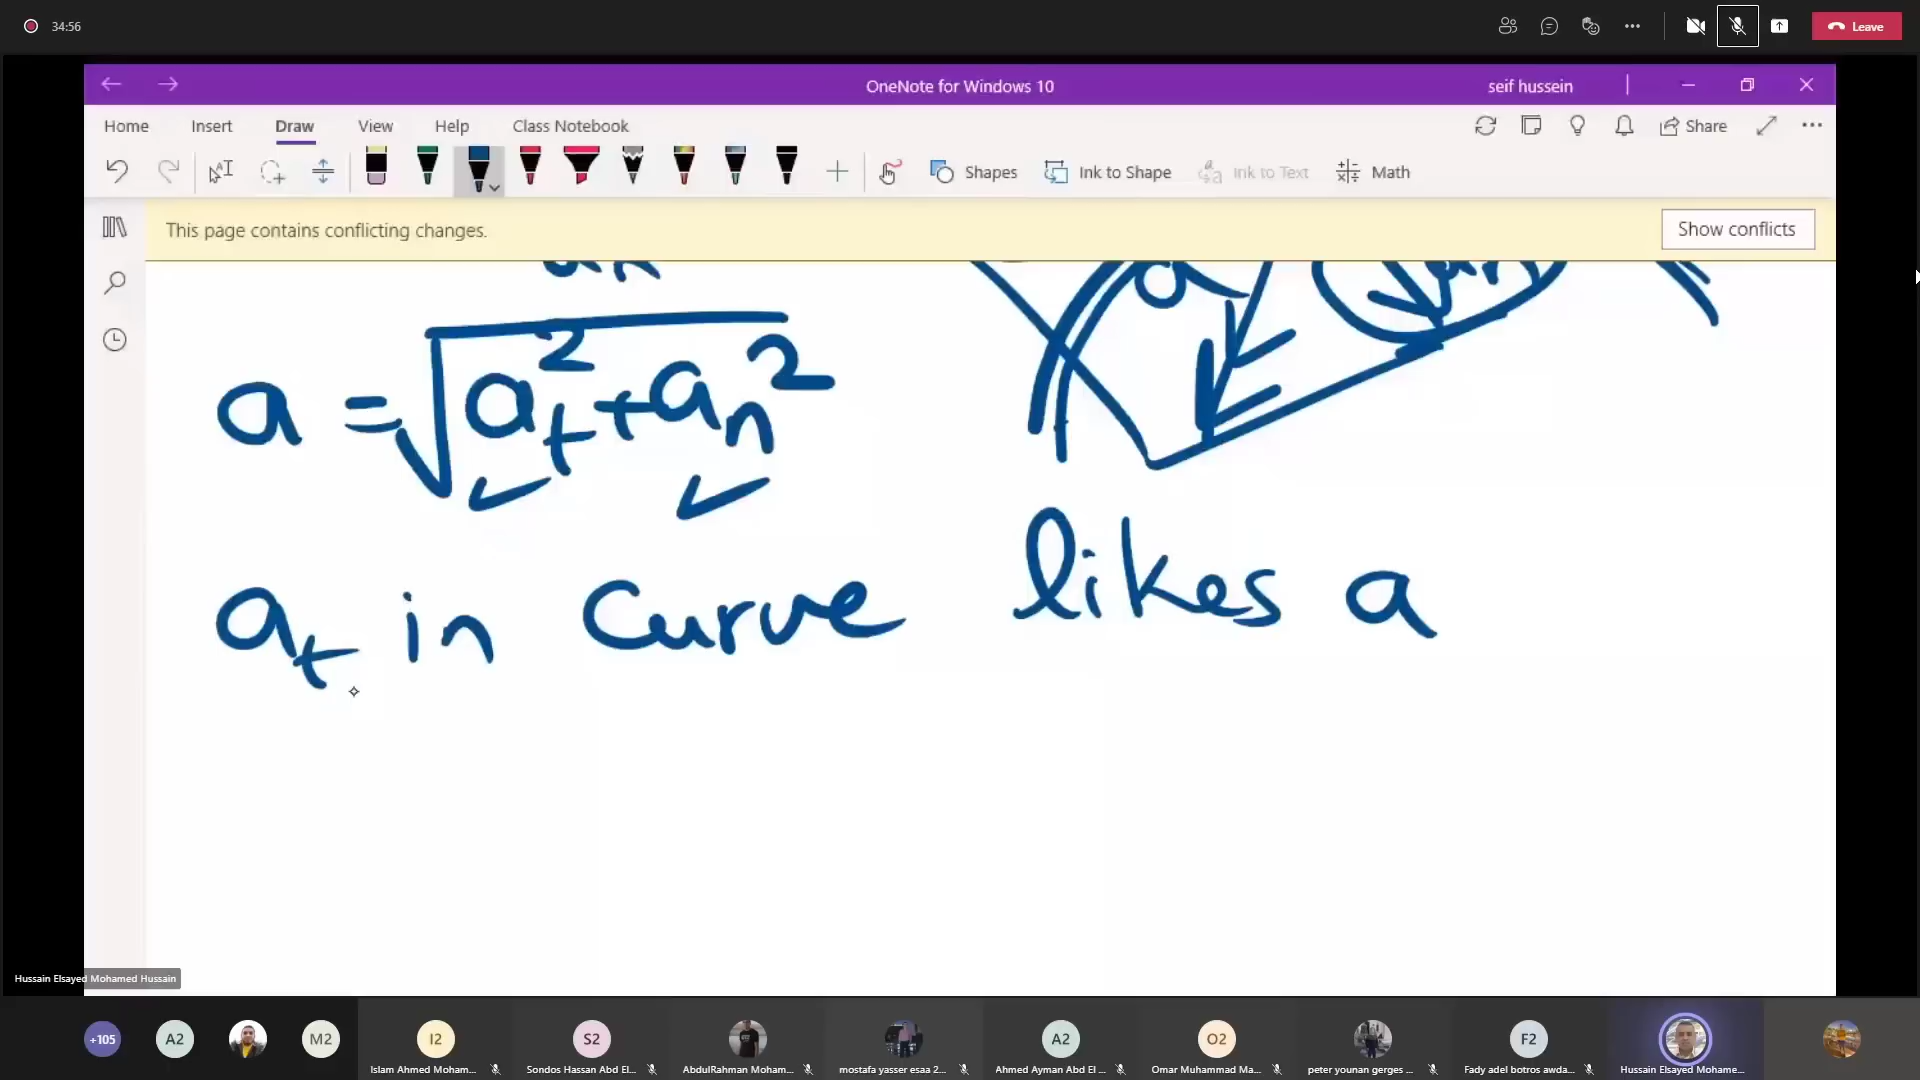 34:56
Leave
OneNote for Windows 10
seif hussein
Home Insert Draw View Help Class Notebook
Share
Shapes Ink to Shape Ink to Text Math
This page contains conflicting changes.
Show conflicts
a = √ a_t² + a_n²
a_t in curve likes a
Hussain Elsayed Mohamed Hussain
+105 A2 M2 I2 S2 A2 O2 F2
Islam Ahmed Moham... Sondos Hassan Abd El... AbdulRahman Moham... mostafa yasser esaa 2... Ahmed Ayman Abd El ... Omar Muhammad Ma... peter younan gerges ... Fady adel botros awda... Hussain Elsayed Mohame...